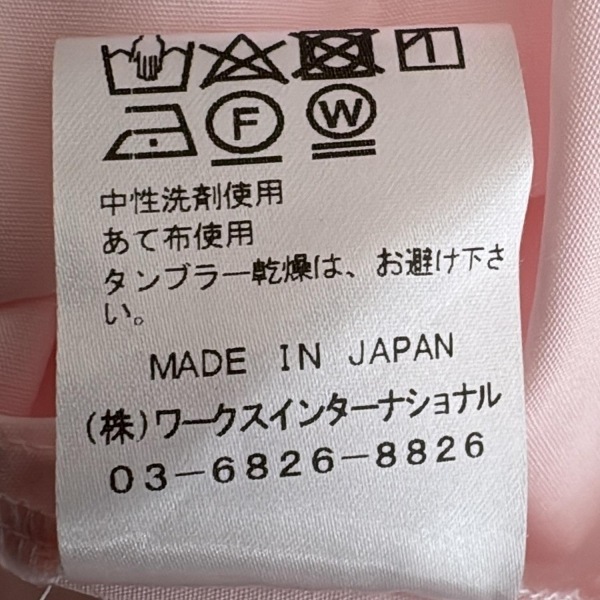 F W
中性洗剤使用
あて布使用
タンブラー乾燥は、お避け下さ
い。
MADE IN JAPAN
(株)ワークスインターナショナル
03-6826-8826